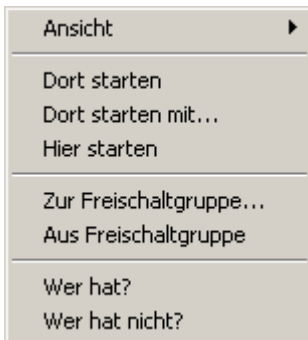 Ansicht
Dort starten
Dort starten mit...
Hier starten
Zur Freischaltgruppe...
Aus Freischaltgruppe
Wer hat?
Wer hat nicht?